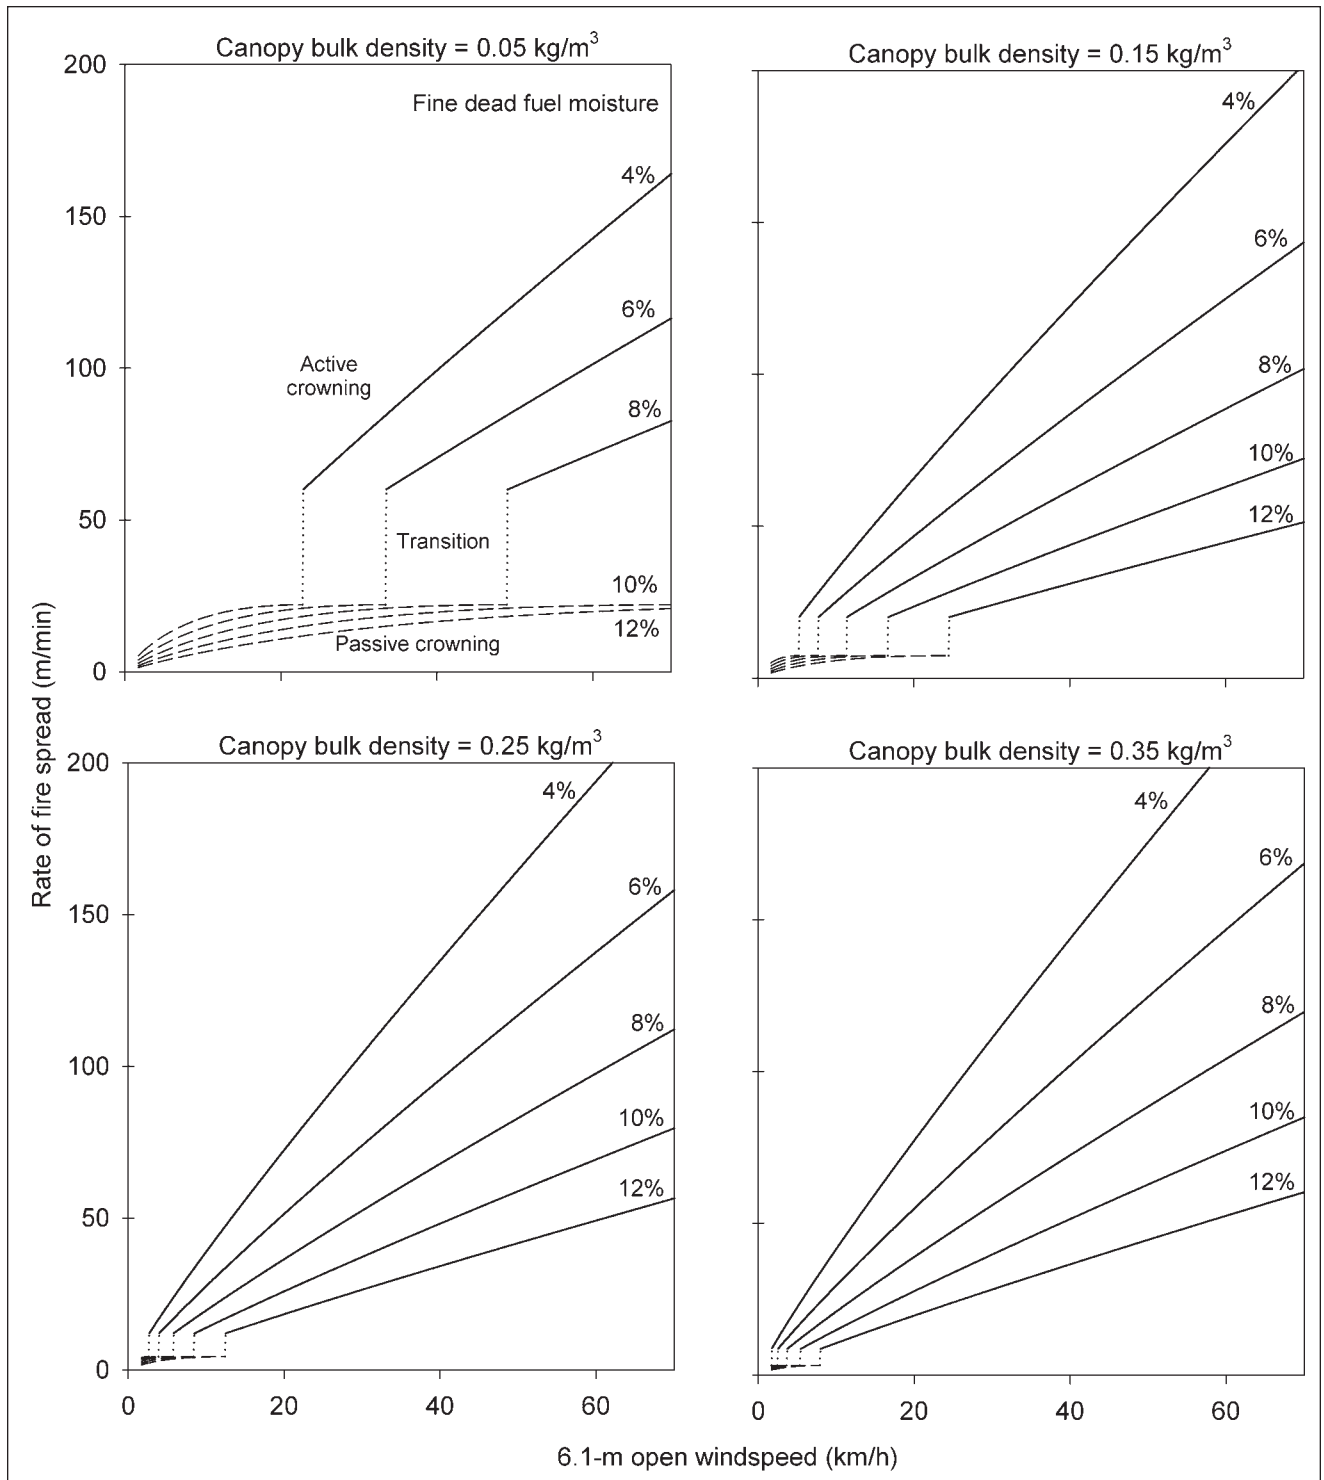 Canopy bulk density = 0.05 kg/m³
200
Fine dead fuel moisture
4%
150
6%
100
Active
crowning
8%
50
Transition
10%
12%
Passive crowning
0
Canopy bulk density = 0.15 kg/m³
4%
6%
8%
10%
12%
Rate of fire spread (m/min)
Canopy bulk density = 0.25 kg/m³
200
4%
6%
150
8%
100
10%
12%
50
0
0 20 40 60
Canopy bulk density = 0.35 kg/m³
4%
6%
8%
10%
12%
0 20 40 60
6.1-m open windspeed (km/h)